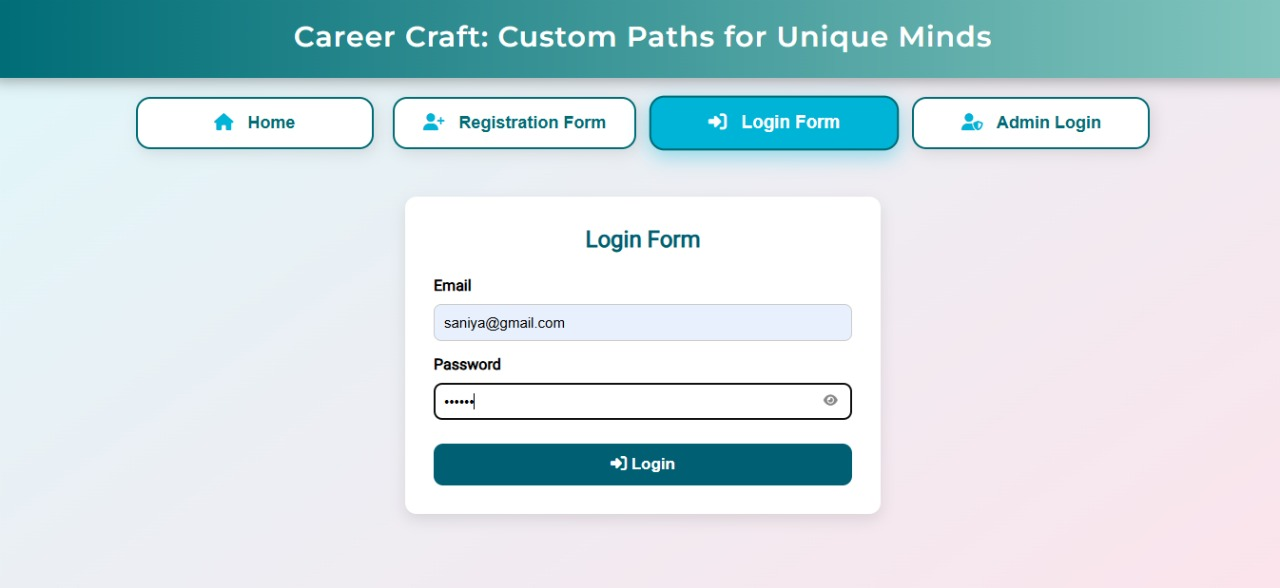 Career Craft: Custom Paths for Unique Minds
Home
Registration Form
Login Form
Admin Login
Login Form
Email
saniya@gmail.com
Password
••••••
Login